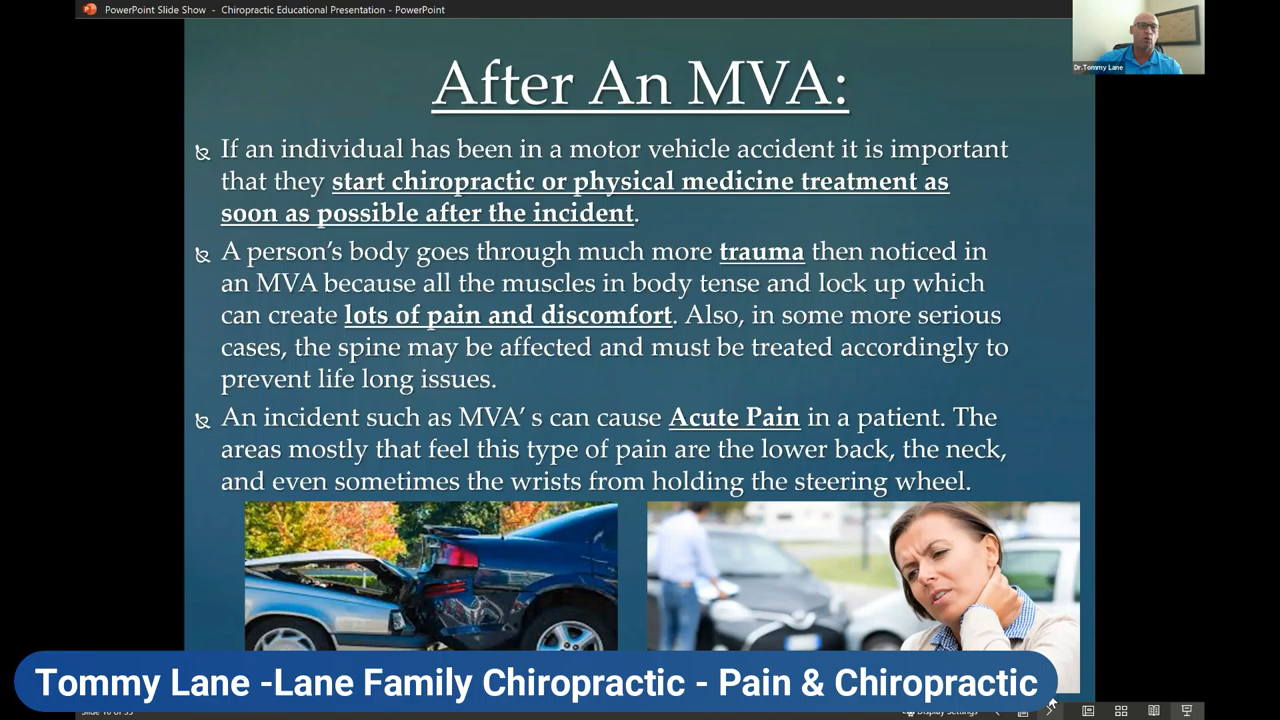 PowerPoint Slide Show - Chiropractic Educational Presentation - PowerPoint
Dr.Tommy Lane
After An MVA:
If an individual has been in a motor vehicle accident it is important
that they start chiropractic or physical medicine treatment as
soon as possible after the incident.
A person's body goes through much more trauma then noticed in
an MVA because all the muscles in body tense and lock up which
can create lots of pain and discomfort. Also, in some more serious
cases, the spine may be affected and must be treated accordingly to
prevent life long issues.
An incident such as MVA' s can cause Acute Pain in a patient. The
areas mostly that feel this type of pain are the lower back, the neck,
and even sometimes the wrists from holding the steering wheel.
Tommy Lane -Lane Family Chiropractic - Pain & Chiropractic
Display Settings